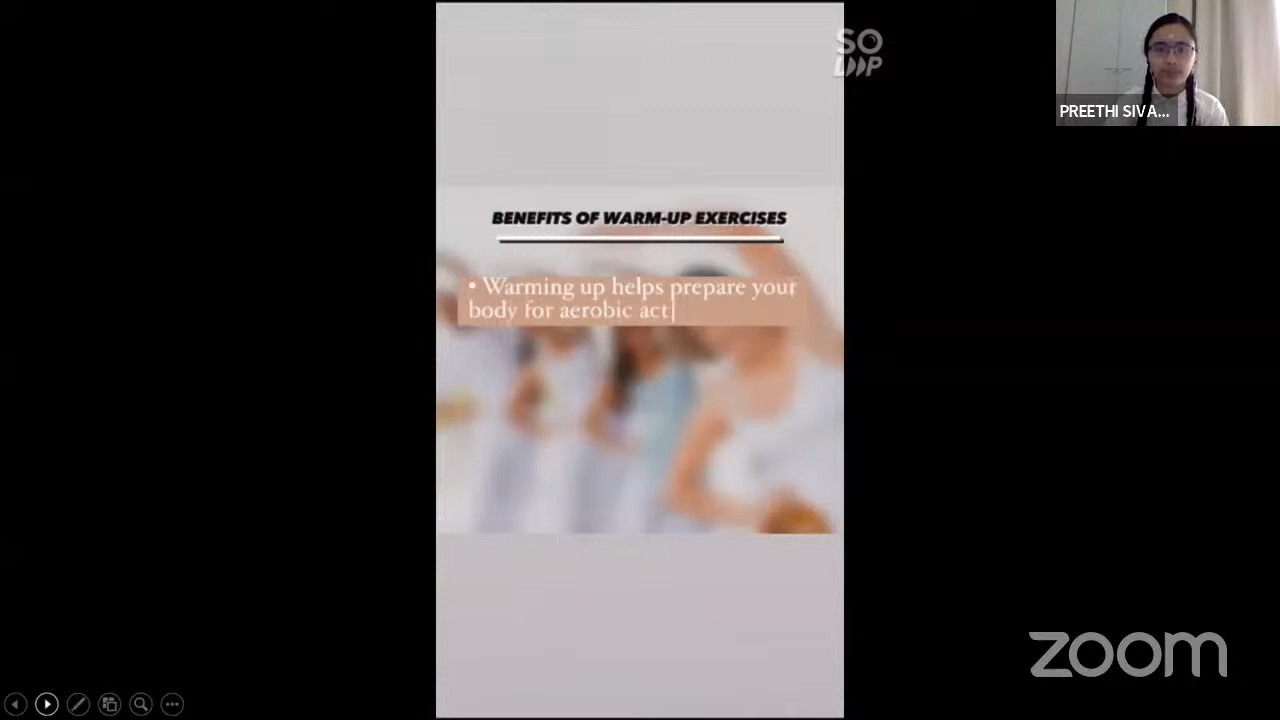 SO
LOOP
PREETHI SIVA...
BENEFITS OF WARM-UP EXERCISES
• Warming up helps prepare your
body for aerobic act
zoom